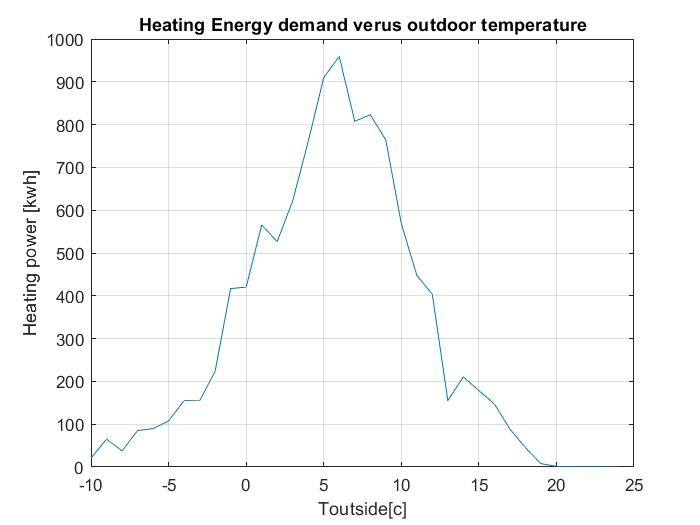 Heating Energy demand verus outdoor temperature
1000
900
800
700
600
500
400
300
200
100
0
Heating power [kwh]
-10 -5 0 5 10 15 20 25
Toutside[c]